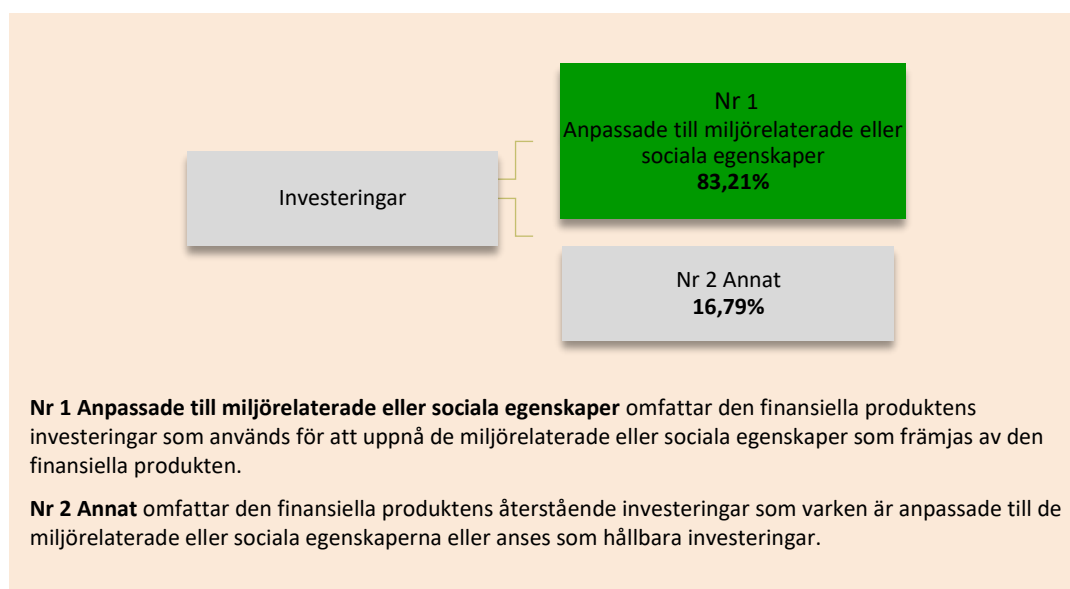 Investeringar
Nr 1
Anpassade till miljörelaterade eller
sociala egenskaper
83,21%
Nr 2 Annat
16,79%
Nr 1 Anpassade till miljörelaterade eller sociala egenskaper omfattar den finansiella produktens
investeringar som används för att uppnå de miljörelaterade eller sociala egenskaper som främjas av den
finansiella produkten.
Nr 2 Annat omfattar den finansiella produktens återstående investeringar som varken är anpassade till de
miljörelaterade eller sociala egenskaperna eller anses som hållbara investeringar.